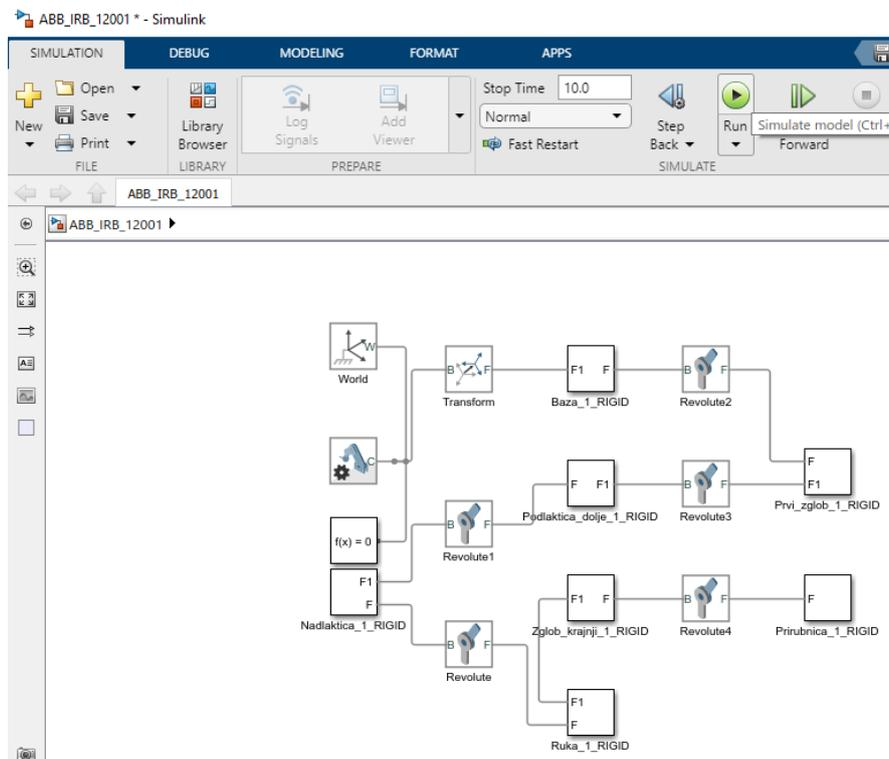 ABB_IRB_12001 * - Simulink
SIMULATION DEBUG MODELING FORMAT APPS
New
Open
Save
Print
FILE
Library
Browser
LIBRARY
Log
Signals
Add
Viewer
PREPARE
Stop Time 10.0
Normal
Fast Restart
Step
Back
Run
Simulate model (Ctrl+
Forward
SIMULATE
ABB_IRB_12001
ABB_IRB_12001
W
World
B F
Transform
F1 F
Baza_1_RIGID
B F
Revolute2
C
F
F1
Prvi_zglob_1_RIGID
F F1
Podlaktica_dolje_1_RIGID
B F
Revolute3
B F
Revolute1
f(x) = 0
F1
F
Nadlaktica_1_RIGID
F1 F
Zglob_krajnji_1_RIGID
B F
Revolute4
F
Prirubnica_1_RIGID
B F
Revolute
F1
F
Ruka_1_RIGID